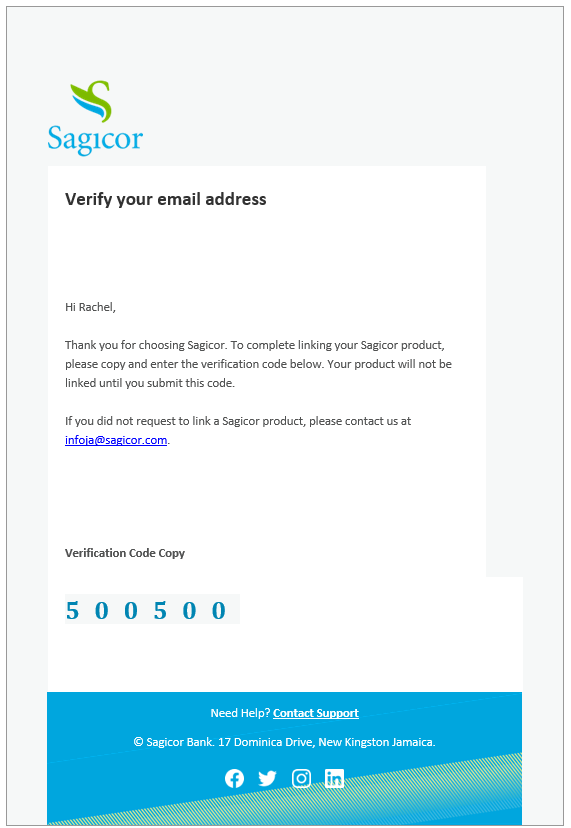 Sagicor
Verify your email address
Hi Rachel,
Thank you for choosing Sagicor. To complete linking your Sagicor product,
please copy and enter the verification code below. Your product will not be
linked until you submit this code.
If you did not request to link a Sagicor product, please contact us at
infoja@sagicor.com.
Verification Code Copy
5 0 0 5 0 0
Need Help? Contact Support
© Sagicor Bank. 17 Dominica Drive, New Kingston Jamaica.